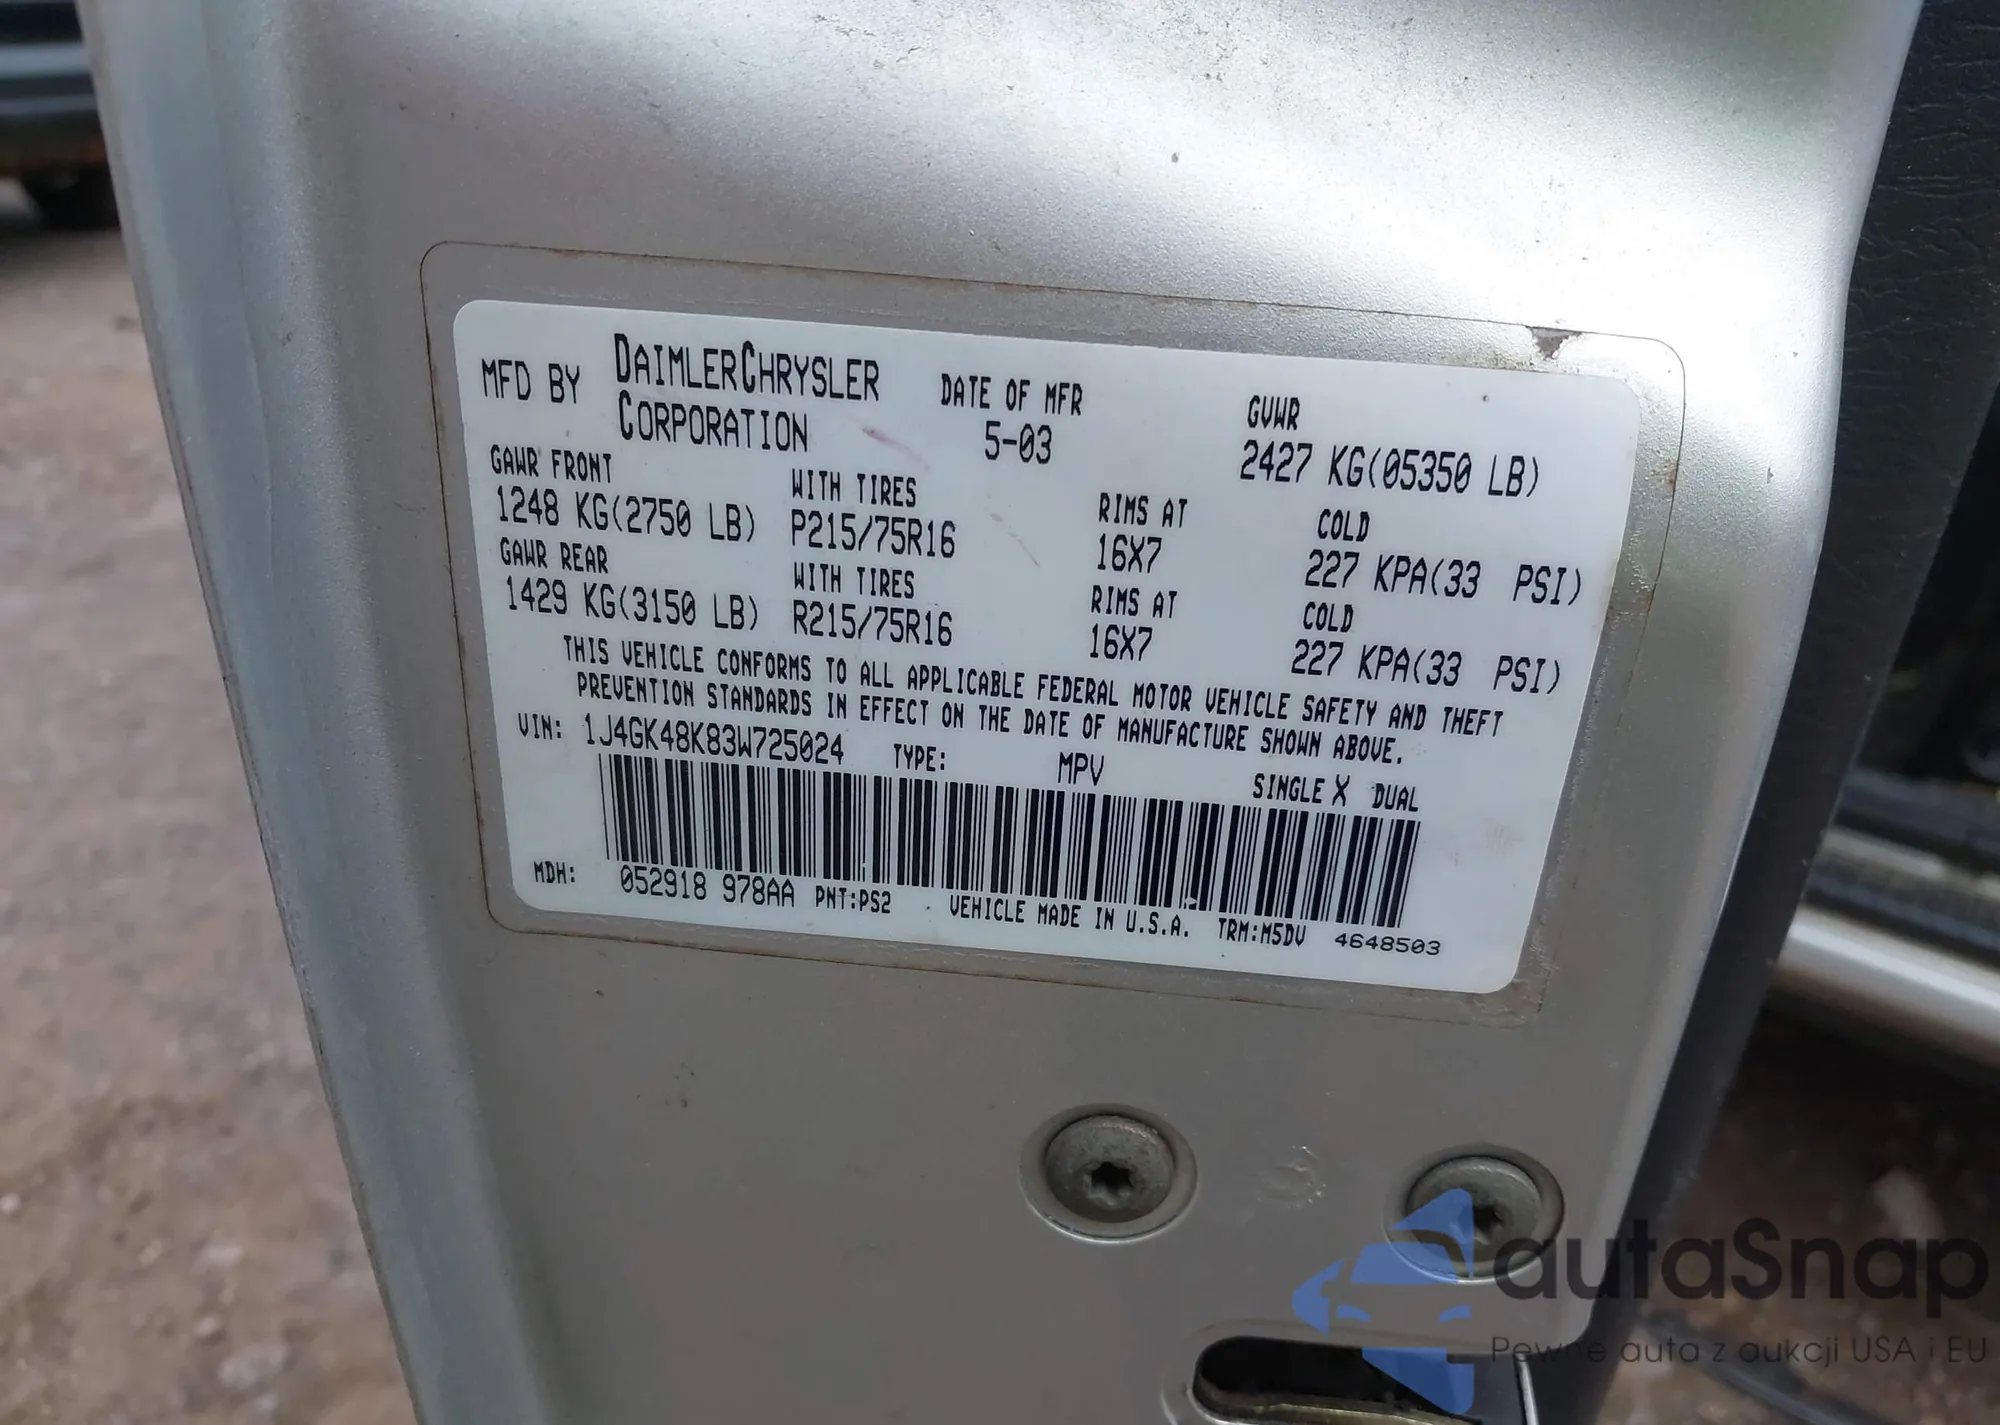 MFD BY DAIMLERCHRYSLER CORPORATION DATE OF MFR 5-03 GVWR 2427 KG(05350 LB)
GAWR FRONT WITH TIRES RIMS AT COLD
1248 KG(2750 LB) P215/75R16 16X7 227 KPA(33 PSI)
GAWR REAR WITH TIRES RIMS AT COLD
1429 KG(3150 LB) R215/75R16 16X7 227 KPA(33 PSI)
THIS VEHICLE CONFORMS TO ALL APPLICABLE FEDERAL MOTOR VEHICLE SAFETY AND THEFT
PREVENTION STANDARDS IN EFFECT ON THE DATE OF MANUFACTURE SHOWN ABOVE.
VIN: 1J4GK48K83W725024 TYPE: MPV SINGLE X DUAL
MDH: 052918 978AA PNT:PS2 VEHICLE MADE IN U.S.A. TRM:M5DV 4648503
autaSnap
Pewne auta z aukcji USA i EU